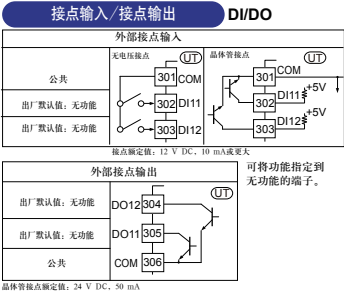 接点输入/接点输出 DI/DO
外部接点输入
无电压接点 UT 晶体管接点 UT
公共 301 COM 301 COM
出厂默认值：无功能 302 DI11 302 DI11 +5V
出厂默认值：无功能 303 DI12 303 DI12 +5V
接点额定值：12 V DC、10 mA或更大
外部接点输出
UT
出厂默认值：无功能 DO12 304
出厂默认值：无功能 DO11 305
公共 COM 306
晶体管接点额定值：24 V DC、50 mA
可将功能指定到
无功能的端子。